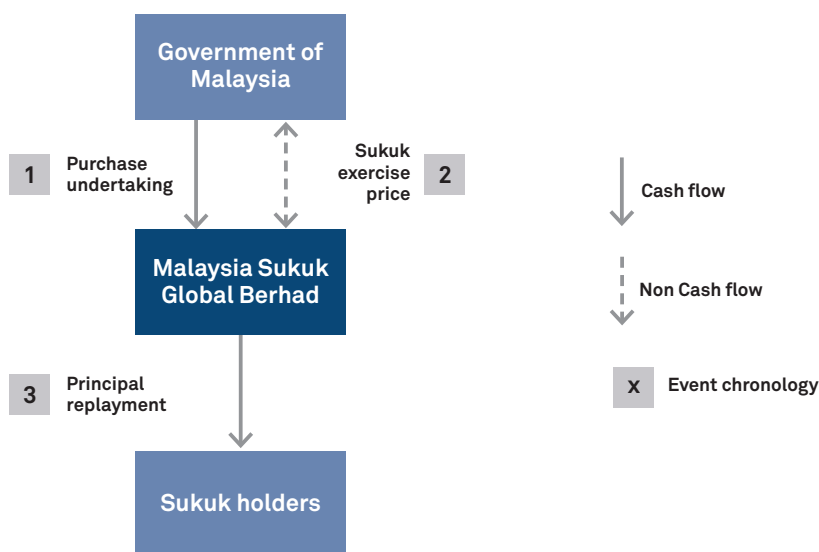 Government of
Malaysia
1
Purchase
undertaking
Sukuk
exercise
price
2
Cash flow
Malaysia Sukuk
Global Berhad
Non Cash flow
3
Principal
replayment
x
Event chronology
Sukuk holders